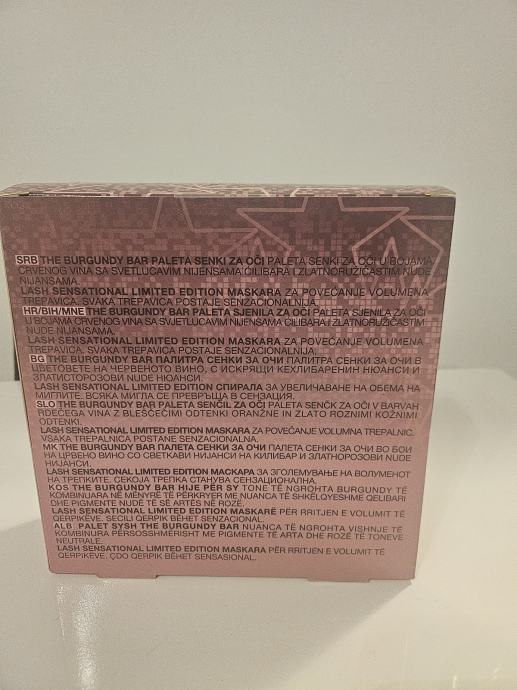 SRB THE BURGUNDY BAR PALETA SENKI ZA OČI PALETA SENKI ZA OČI U BOJAMA
CRVENOG VINA SA SVETLUCAVIM NIJENSAMA ĆILIBARA I ZLATNORUŽIČASTIM NUDE
NIJANSAMA.
LASH SENSATIONAL LIMITED EDITION MASKARA ZA POVEĆANJE VOLUMENA
TREPAVICA. SVAKA TREPAVICA POSTAJE SENZACIONALNIJA.
HR/BIH/MNE THE BURGUNDY BAR PALETA SJENILA ZA OČI PALETA SJENILA ZA OČI
U BOJAMA CRVENOG VINA SA SVJETLUCAVIM NIJENSAMA ĆILIBARA I ZLATNORUŽIČASTIM
NUDE NIJANSAMA.
LASH SENSATIONAL LIMITED EDITION MASKARA ZA POVEĆANJE VOLUMENA
TREPAVICA. SVAKA TREPAVICA POSTAJE SENZACIONALNIJA.
BG THE BURGUNDY BAR ПАЛИТРА СЕНКИ ЗА ОЧИ ПАЛИТРА СЕНКИ ЗА ОЧИ В
ЦВЕТОВЕТЕ НА ЧЕРВЕНОТО ВИНО, С ИСКРЯЩИ КЕХЛИБАРЕНИ НЮАНСИ И
ЗЛАТИСТОРОЗОВИ NUDE НЮАНСИ.
LASH SENSATIONAL LIMITED EDITION СПИРАЛА ЗА УВЕЛИЧАВАНЕ НА ОБЕМА НА
МИГЛИТЕ. ВСЯКА МИГЛА СЕ ПРЕВРЪЩА В СЕНЗАЦИЯ.
SLO THE BURGUNDY BAR PALETA SENČIL ZA OČI PALETA SENČK ZA OČI V BARVAH
RDEČEGA VINA Z BLEŠČEČIMI ODTENKI ORANŽNE IN ZLATO ROZNIMI KOŽNIMI
ODTENKI.
LASH SENSATIONAL LIMITED EDITION MASKARA ZA POVEČANJE VOLUMNA TREPALNIC.
VSAKA TREPALNICA POSTANE SENZACIONALNA.
MK THE BURGUNDY BAR ПАЛЕТА СЕНКИ ЗА ОЧИ ПАЛЕТА СЕНКИ ЗА ОЧИ ВО БОИ
НА ЦРВЕНО ВИНО СО СВЕТКАВИ НИЈАНСИ НА КИЛИБАР И ЗЛАТНОРОЗОВИ NUDE
НИЈАНСИ.
LASH SENSATIONAL LIMITED EDITION МАСКАРА ЗА ЗГОЛЕМУВАЊЕ НА ВОЛУМЕНОТ
НА ТРЕПКИТЕ. СЕКОЈА ТРЕПКА СТАНУВА СЕНЗАЦИОНАЛНА.
KOS THE BURGUNDY BAR HIJE PËR SY TONE TË NGROHTA BURGUNDY TË
KOMBINUARA NË MËNYRË TË PËRKRYER ME NUANCA TË SHKËLQYESHME QELIBARI
DHE PIGMENTE NUDE TË SË ARTËS NË ROZË.
LASH SENSATIONAL LIMITED EDITION MASKARË PËR RRITJEN E VOLUMIT TË
QERPIKËVE. SECILI QERPIK BËHET SENZACIONAL.
ALB PALET SYSH THE BURGUNDY BAR NUANCA TË NGROHTA VISHNJE TË
KOMBINURA PËRSOSSHMËRISHT ME PIGMENTE TË ARTA DHE ROZË TË TONEVE
NEUTRALE.
LASH SENSATIONAL LIMITED EDITION MASKARA PËR RRITJEN E VOLUMIT TË
QERPIKËVE. ÇDO QERPIK BËHET SENSASIONAL.